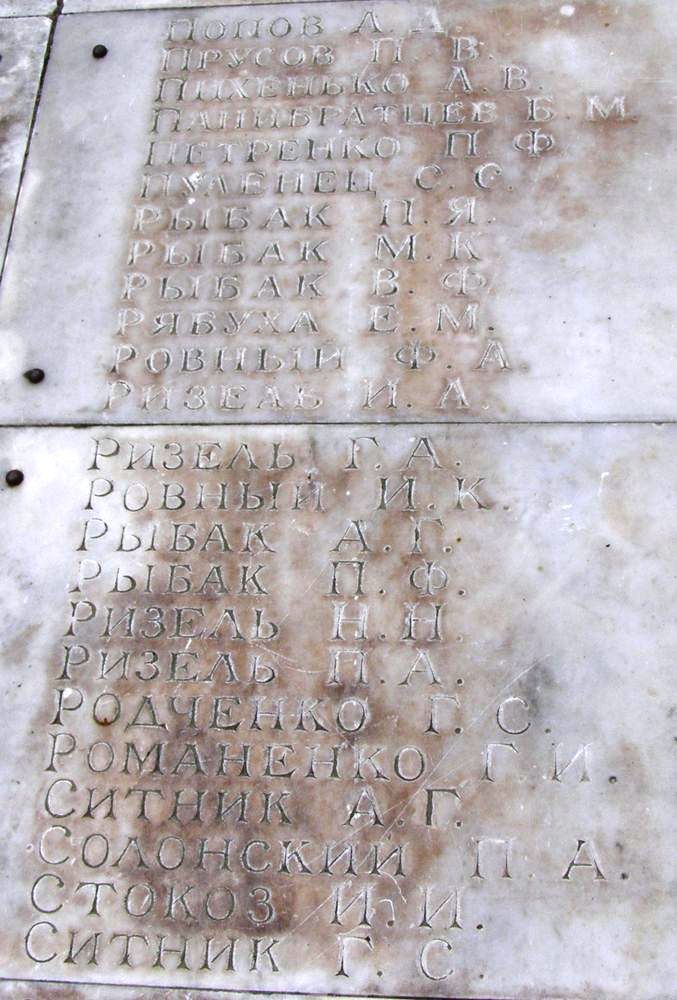 ПОПОВ А. Д.
ПРУСОВ П. В.
ПИХЕНЬКО А. В.
ПАНИБРАТЦЕВ Б. М.
ПЕТРЕНКО П. Ф.
ПУЛЕНЕЦ С. С.
РЫБАК П. Я.
РЫБАК М. К
РЫБАК В. Ф.
РЯБУХА Е. М.
РОВНЫЙ Ф. А.
РИЗЕЛЬ И. А.
РИЗЕЛЬ Г. А.
РОВНЫЙ И. К.
РЫБАК А. Г.
РЫБАК П. Ф.
РИЗЕЛЬ Н. Н.
РИЗЕЛЬ П. А.
РОДЧЕНКО Г. С.
РОМАНЕНКО Г. И.
СИТНИК А. Г.
СОЛОНСКИЙ П. А.
СТОКОЗ И. И.
СИТНИК Г. С.